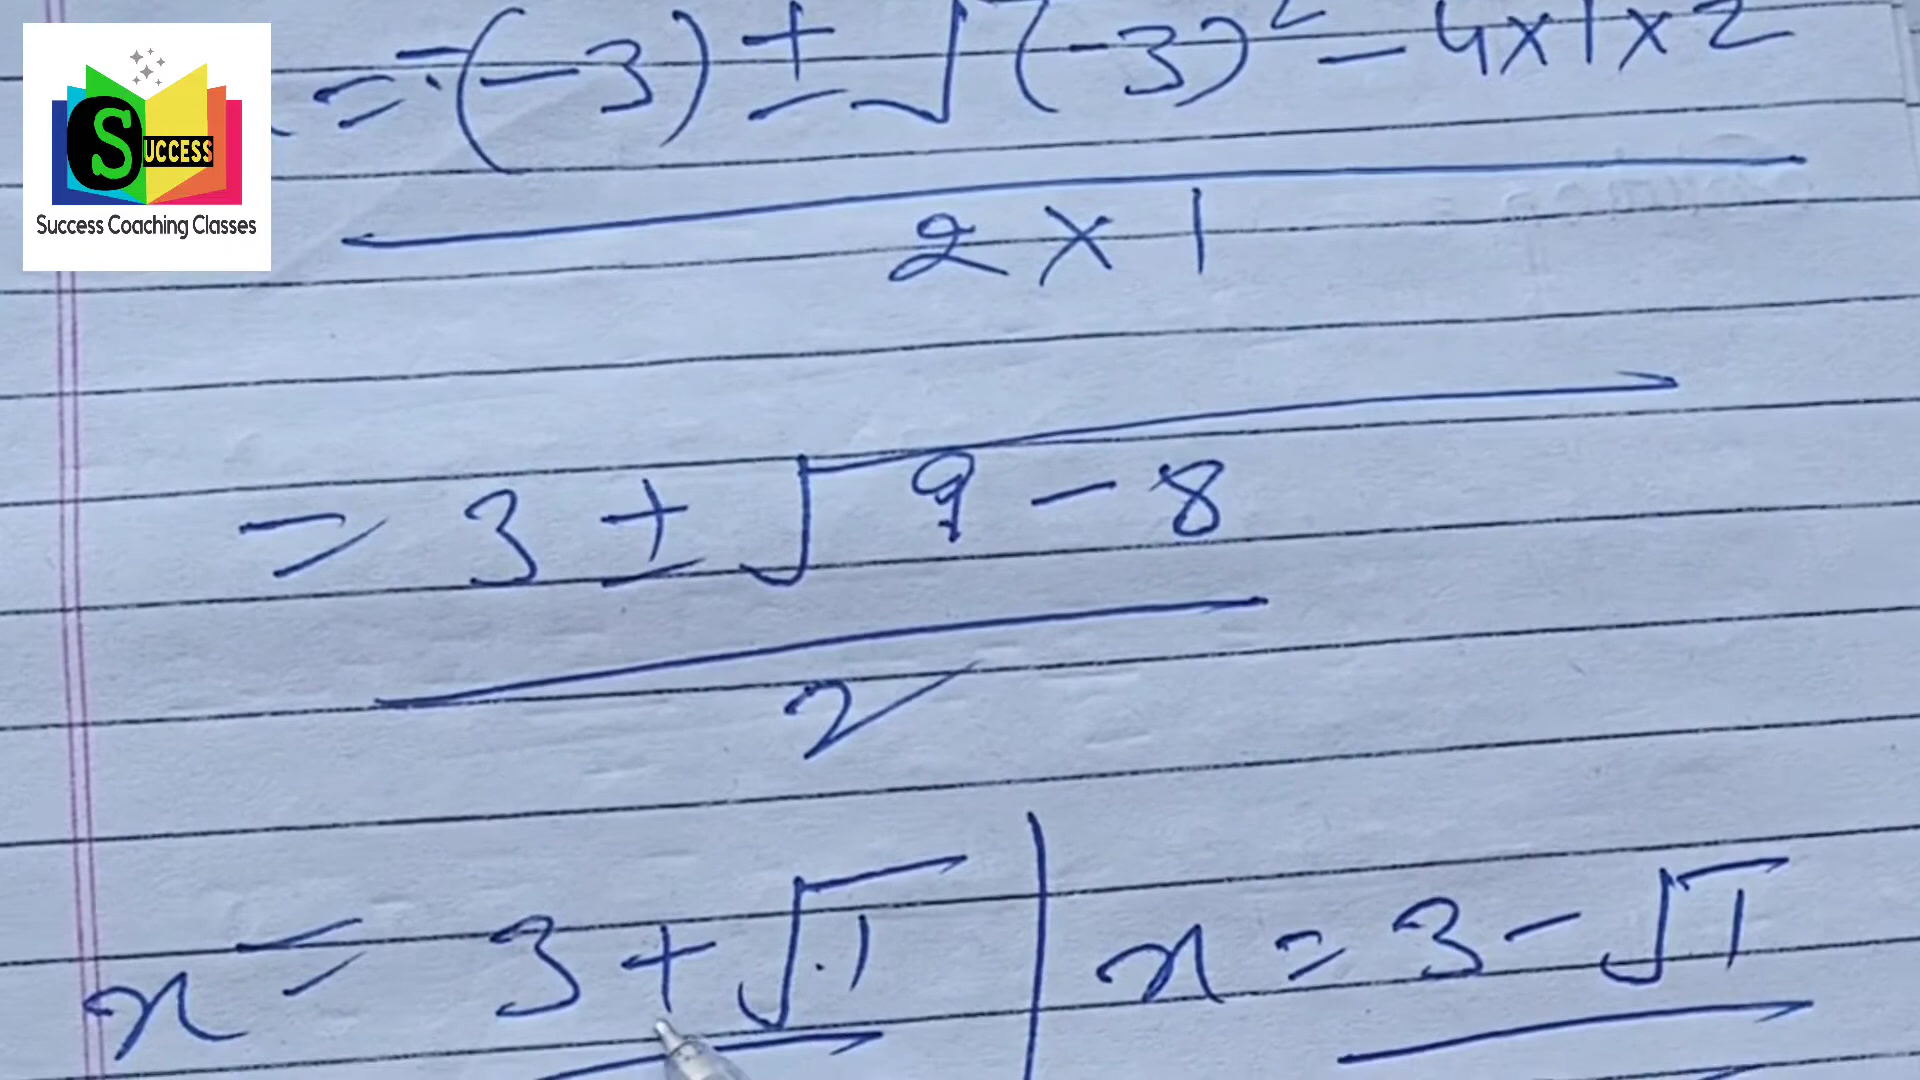 = -(-3) ± √(-3)² - 4×1×2
2 × 1
SUCCESS
Success Coaching Classes
= 3 ± √9 - 8
2
x = 3 + √1 | x = 3 - √1